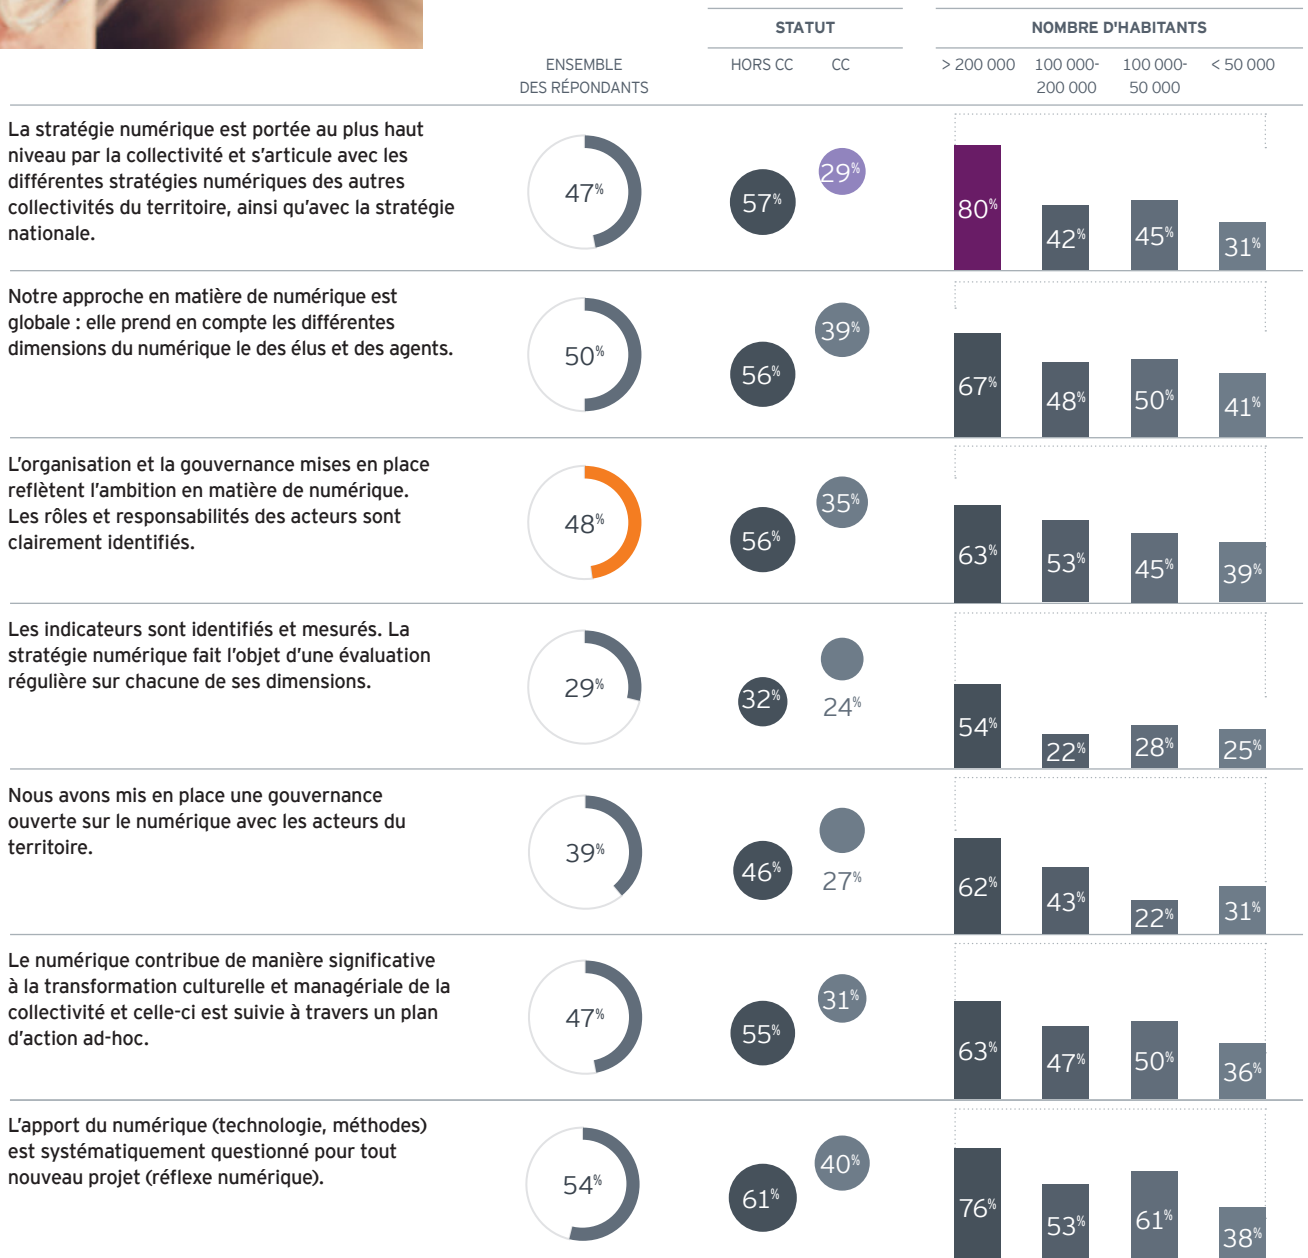 STATUT
NOMBRE D'HABITANTS
ENSEMBLE
DES RÉPONDANTS
HORS CC
CC
> 200 000
100 000-
200 000
100 000-
50 000
< 50 000
La stratégie numérique est portée au plus haut
niveau par la collectivité et s’articule avec les
différentes stratégies numériques des autres
collectivités du territoire, ainsi qu’avec la stratégie
nationale.
47%
57%
29%
80%
42%
45%
31%
Notre approche en matière de numérique est
globale : elle prend en compte les différentes
dimensions du numérique le des élus et des agents.
50%
56%
39%
67%
48%
50%
41%
L’organisation et la gouvernance mises en place
reflètent l’ambition en matière de numérique.
Les rôles et responsabilités des acteurs sont
clairement identifiés.
48%
56%
35%
63%
53%
45%
39%
Les indicateurs sont identifiés et mesurés. La
stratégie numérique fait l’objet d’une évaluation
régulière sur chacune de ses dimensions.
29%
32%
24%
54%
22%
28%
25%
Nous avons mis en place une gouvernance
ouverte sur le numérique avec les acteurs du
territoire.
39%
46%
27%
62%
43%
22%
31%
Le numérique contribue de manière significative
à la transformation culturelle et managériale de la
collectivité et celle-ci est suivie à travers un plan
d’action ad-hoc.
47%
55%
31%
63%
47%
50%
36%
L’apport du numérique (technologie, méthodes)
est systématiquement questionné pour tout
nouveau projet (réflexe numérique).
54%
61%
40%
76%
53%
61%
38%